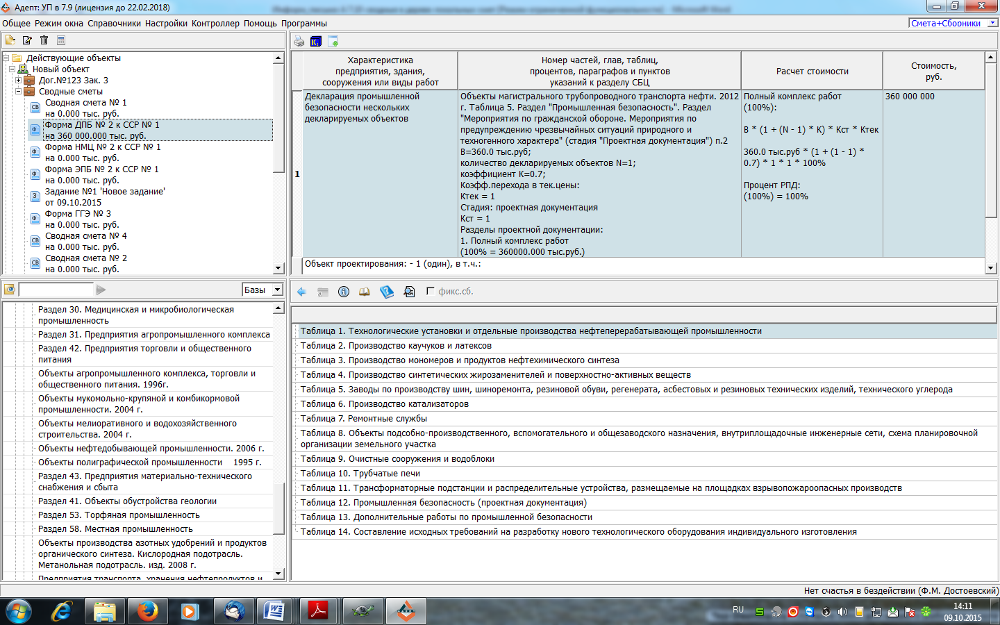 Адепт: УП в 7.9 (лицензия до 22.02.2018)
Общее Режим окна Справочники Настройки Контроллер Помощь Программы
Смета+Сборники
Действующие объекты
Новый объект
Дог.№123 Зак. 3
Сводные сметы
Сводная смета № 1
на 0.000 тыс. руб.
Форма ДПБ № 2 к ССР № 1
на 360 000.000 тыс. руб.
Форма НМЦ № 2 к ССР № 1
на 0.000 тыс. руб.
Форма ЭПБ № 2 к ССР № 1
на 0.000 тыс. руб.
Задание №1 'Новое задание'
от 09.10.2015
Форма ГГЭ № 3
на 0.000 тыс. руб.
Сводная смета № 4
на 0.000 тыс. руб.
Сводная смета № 2
на 0.000 тыс. руб.
Характеристика
предприятия, здания,
сооружения или виды работ
Номер частей, глав, таблиц,
процентов, параграфов и пунктов
указаний к разделу СБЦ
Расчет стоимости
Стоимость,
руб.
1
Декларация промышленной
безопасности нескольких
декларируемых объектов
Объекты магистрального трубопроводного транспорта нефти. 2012
г. Таблица 5. Раздел "Промышленная безопасность". Раздел
"Мероприятия по гражданской обороне. Мероприятия по
предупреждению чрезвычайных ситуаций природного и
техногенного характера" (стадия "Проектная документация") п.2
В=360.0 тыс.руб;
количество декларируемых объектов N=1;
коэффициент К=0.7;
Коэфф.перехода в тек.цены:
Ктек = 1
Стадия: проектная документация
Кст = 1
Разделы проектной документации:
1. Полный комплекс работ
(100% = 360000.000 тыс.руб.)
Полный комплекс работ
(100%):
В * (1 + (N - 1) * К) * Кст * Ктек
360.0 тыс.руб * (1 + (1 - 1) *
0.7) * 1 * 1 * 100%
Процент РПД:
(100%) = 100%
360 000 000
Объект проектирования: - 1 (один), в т.ч.:
Базы
фикс.сб.
Раздел 30. Медицинская и микробиологическая
промышленность
Раздел 31. Предприятия агропромышленного комплекса
Раздел 42. Предприятия торговли и общественного
питания
Объекты агропромышленного комплекса, торговли и
общественного питания. 1996г.
Объекты мукомольно-крупяной и комбикормовой
промышленности. 2004 г.
Объекты мелиоративного и водохозяйственного
строительства. 2004 г.
Объекты нефтедобывающей промышленности. 2006 г.
Объекты полиграфической промышленности 1995 г.
Раздел 43. Предприятия материально-технического
снабжения и сбыта
Раздел 41. Объекты обустройства геологии
Раздел 53. Торфяная промышленность
Раздел 58. Местная промышленность
Объекты производства азотных удобрений и продуктов
органического синтеза. Кислородная подотрасль.
Метанольная подотрасль. изд. 2008 г.
Предприятия транспорта, хранения нефтепродуктов и
Таблица 1. Технологические установки и отдельные производства нефтеперерабатывающей промышленности
Таблица 2. Производство каучуков и латексов
Таблица 3. Производство мономеров и продуктов нефтехимического синтеза
Таблица 4. Производство синтетических жирозаменителей и поверхностно-активных веществ
Таблица 5. Заводы по производству шин, шиноремонта, резиновой обуви, регенерата, асбестовых и резиновых технических изделий, технического углерода
Таблица 6. Производство катализаторов
Таблица 7. Ремонтные службы
Таблица 8. Объекты подсобно-производственного, вспомогательного и общезаводского назначения, внутриплощадочные инженерные сети, схема планировочной
организации земельного участка
Таблица 9. Очистные сооружения и водоблоки
Таблица 10. Трубчатые печи
Таблица 11. Трансформаторные подстанции и распределительные устройства, размещаемые на площадках взрывопожароопасных производств
Таблица 12. Промышленная безопасность (проектная документация)
Таблица 13. Дополнительные работы по промышленной безопасности
Таблица 14. Составление исходных требований на разработку нового технологического оборудования индивидуального изготовления
Нет счастья в бездействии (Ф.М. Достоевский)
RU
14:11
09.10.2015